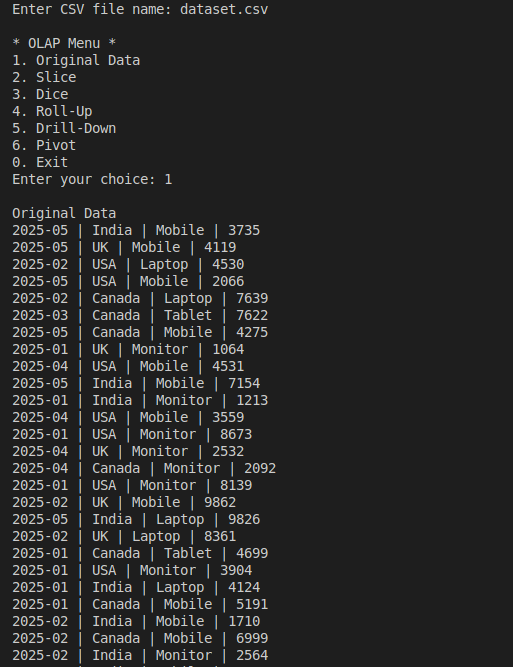 Enter CSV file name: dataset.csv
* OLAP Menu *
1. Original Data
2. Slice
3. Dice
4. Roll-Up
5. Drill-Down
6. Pivot
0. Exit
Enter your choice: 1
Original Data
2025-05 | India | Mobile | 3735
2025-05 | UK | Mobile | 4119
2025-02 | USA | Laptop | 4530
2025-05 | USA | Mobile | 2066
2025-02 | Canada | Laptop | 7639
2025-03 | Canada | Tablet | 7622
2025-05 | Canada | Mobile | 4275
2025-01 | UK | Monitor | 1064
2025-04 | USA | Mobile | 4531
2025-05 | India | Mobile | 7154
2025-01 | India | Monitor | 1213
2025-04 | USA | Mobile | 3559
2025-01 | USA | Monitor | 8673
2025-04 | UK | Monitor | 2532
2025-04 | Canada | Monitor | 2092
2025-01 | USA | Monitor | 8139
2025-02 | UK | Mobile | 9862
2025-05 | India | Laptop | 9826
2025-02 | UK | Laptop | 8361
2025-01 | Canada | Tablet | 4699
2025-01 | USA | Monitor | 3904
2025-01 | India | Laptop | 4124
2025-01 | Canada | Mobile | 5191
2025-02 | India | Mobile | 1710
2025-02 | Canada | Mobile | 6999
2025-02 | India | Monitor | 2564